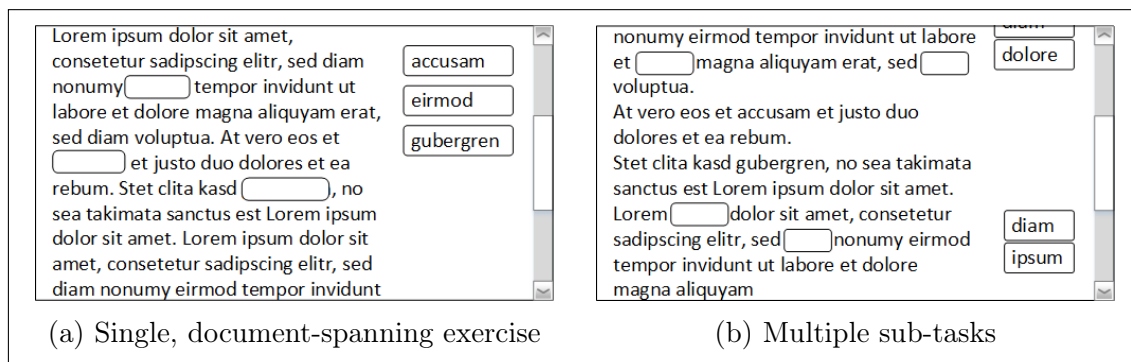 Lorem ipsum dolor sit amet,
consetetur sadipscing elitr, sed diam
nonumy tempor invidunt ut
labore et dolore magna aliquyam erat,
sed diam voluptua. At vero eos et
et justo duo dolores et ea
rebum. Stet clita kasd , no
sea takimata sanctus est Lorem ipsum
dolor sit amet. Lorem ipsum dolor sit
amet, consetetur sadipscing elitr, sed
diam nonumy eirmod tempor invidunt
accusam
eirmod
gubergren
(a) Single, document-spanning exercise
nonumy eirmod tempor invidunt ut labore
et magna aliquyam erat, sed
voluptua.
At vero eos et accusam et justo duo
dolores et ea rebum.
Stet clita kasd gubergren, no sea takimata
sanctus est Lorem ipsum dolor sit amet.
Lorem dolor sit amet, consetetur
sadipscing elitr, sed nonumy eirmod
tempor invidunt ut labore et dolore
magna aliquyam
dolore
diam
ipsum
(b) Multiple sub-tasks